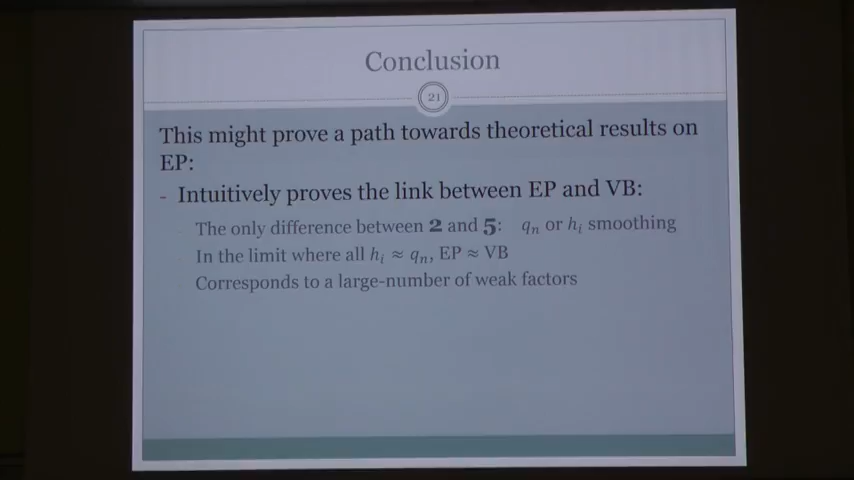 Conclusion
21
This might prove a path towards theoretical results on
EP:
- Intuitively proves the link between EP and VB:
The only difference between 2 and 5: qₙ or hᵢ smoothing
In the limit where all hᵢ ≈ qₙ, EP ≈ VB
Corresponds to a large-number of weak factors